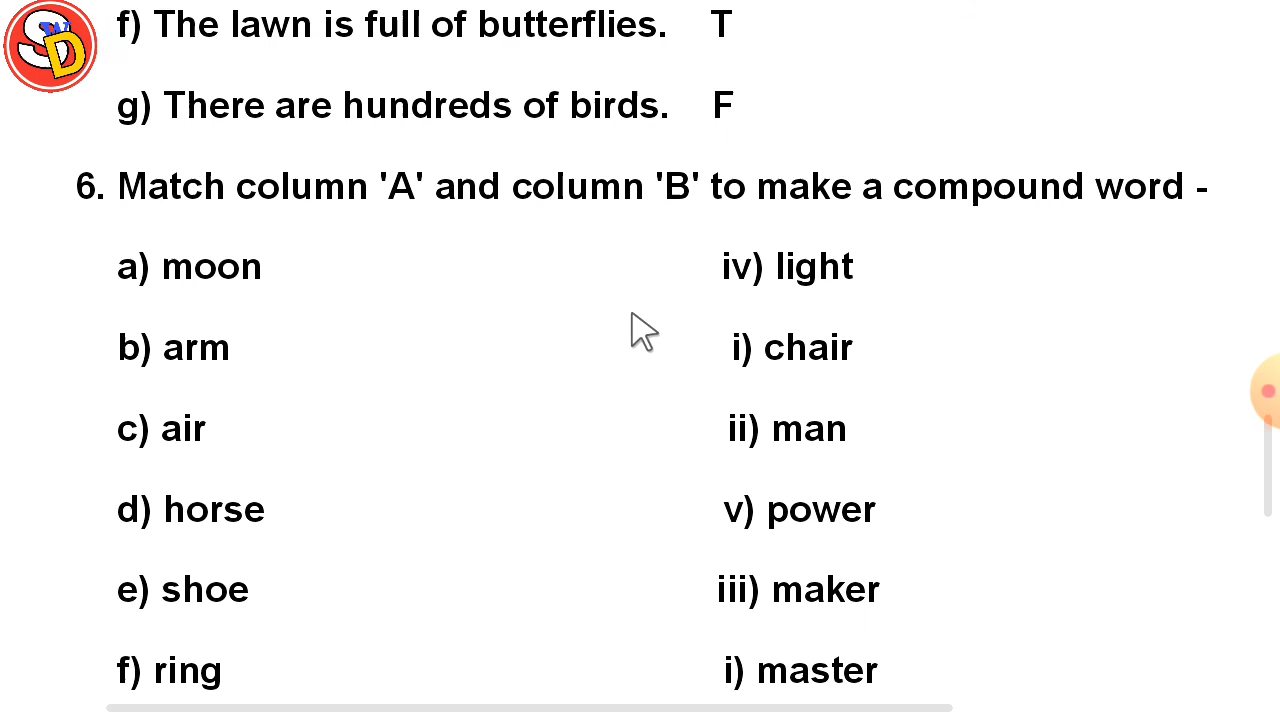 SWD
f) The lawn is full of butterflies. T
g) There are hundreds of birds. F
6. Match column 'A' and column 'B' to make a compound word -
a) moon iv) light
b) arm i) chair
c) air ii) man
d) horse v) power
e) shoe iii) maker
f) ring i) master